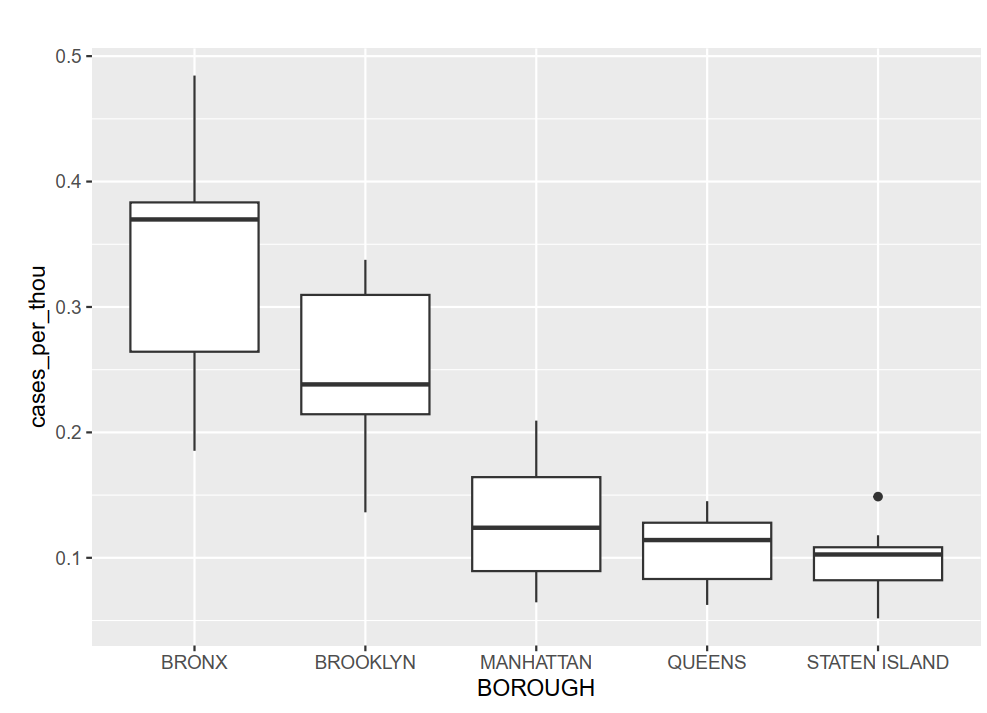 0.5
0.4
0.3
0.2
0.1
cases_per_thou
BRONX
BROOKLYN
MANHATTAN
QUEENS
STATEN ISLAND
BOROUGH